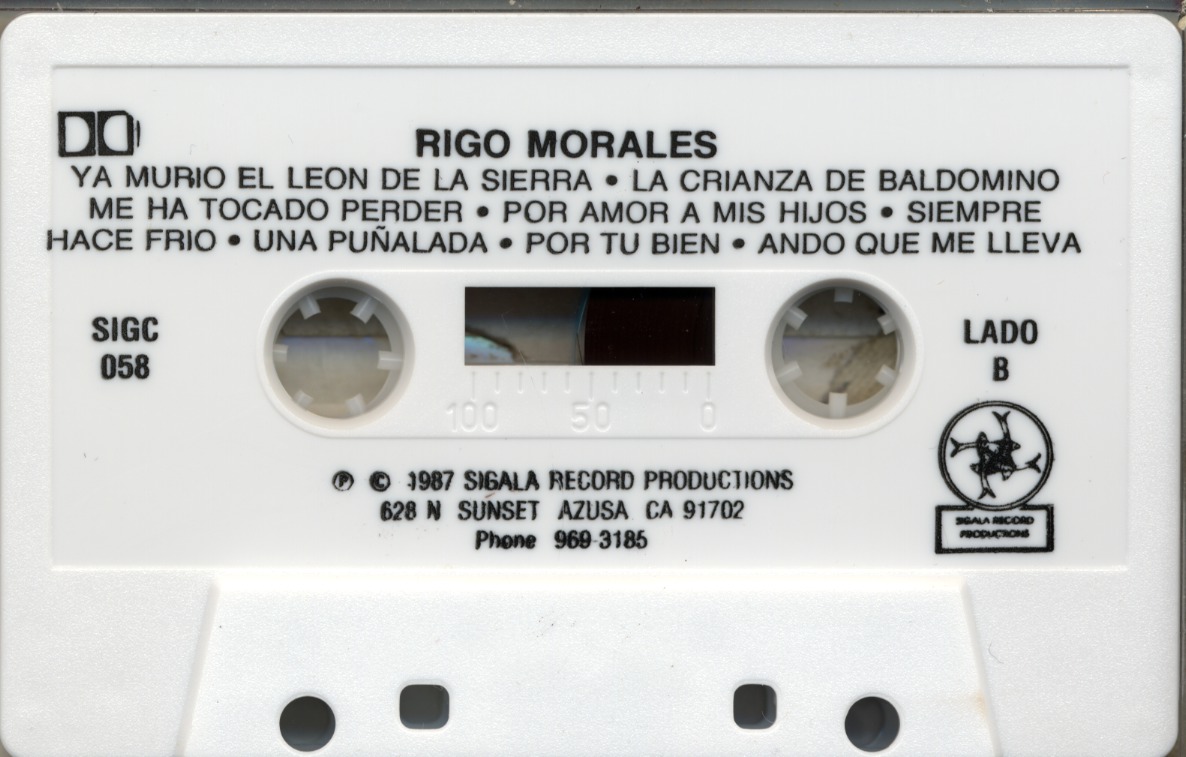 RIGO MORALES
YA MURIO EL LEON DE LA SIERRA • LA CRIANZA DE BALDOMINO
ME HA TOCADO PERDER • POR AMOR A MIS HIJOS • SIEMPRE
HACE FRIO • UNA PUÑALADA • POR TU BIEN • ANDO QUE ME LLEVA
SIGC
058
LADO
B
100 50 0
℗ © 1987 SIGALA RECORD PRODUCTIONS
628 N SUNSET AZUSA CA 91702
Phone 969-3185
SIGALA RECORD
PRODUCTIONS